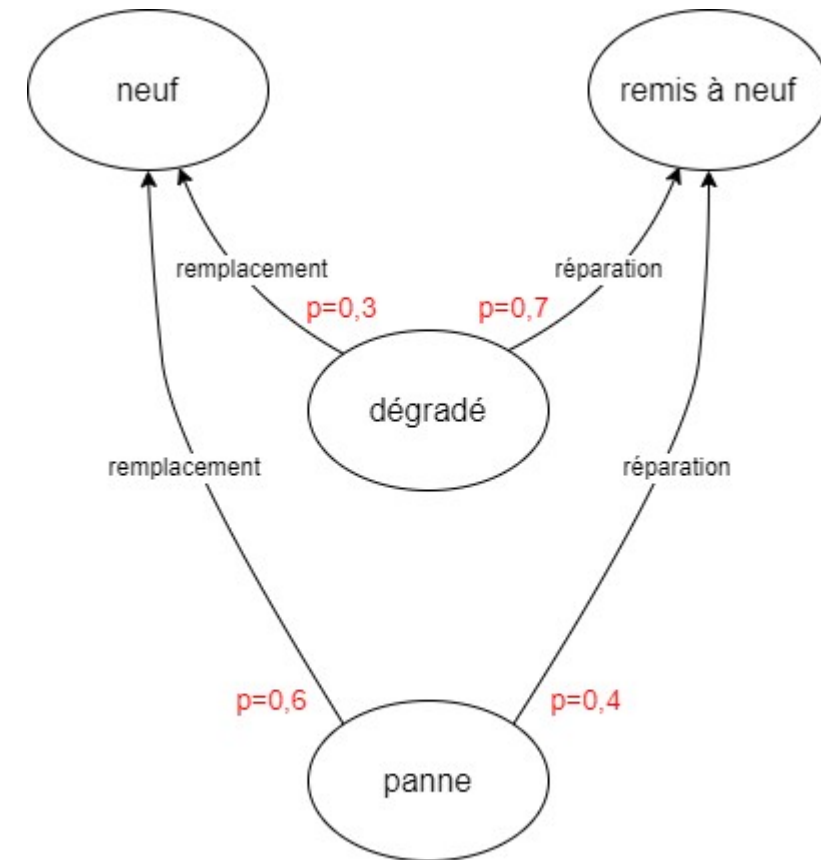 neuf
remis à neuf
remplacement
réparation
p=0,3
p=0,7
dégradé
remplacement
réparation
p=0,6
p=0,4
panne